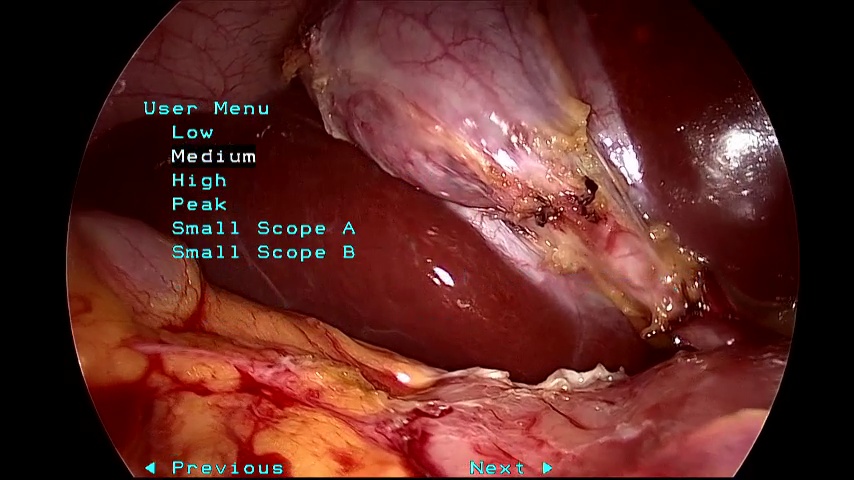 User Menu
Low
Medium
High
Peak
Small Scope A
Small Scope B
◄ Previous
Next ►